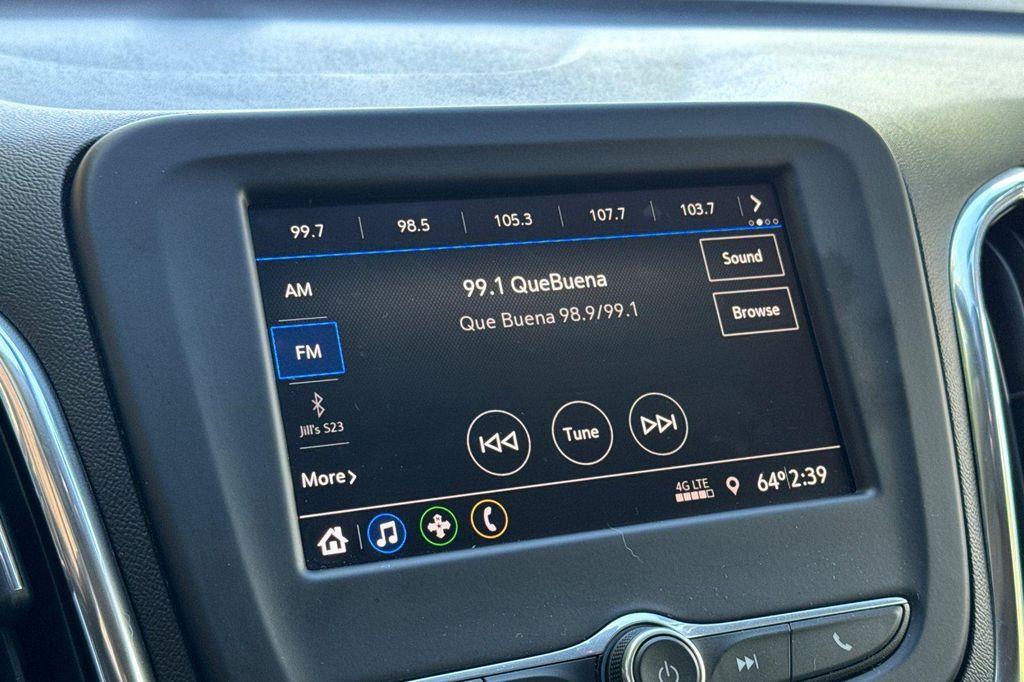 99.7 98.5 105.3 107.7 103.7
AM
99.1 QueBuena
Sound
Que Buena 98.9/99.1
Browse
FM
Jill's S23
Tune
More
4G LTE
64° 2:39